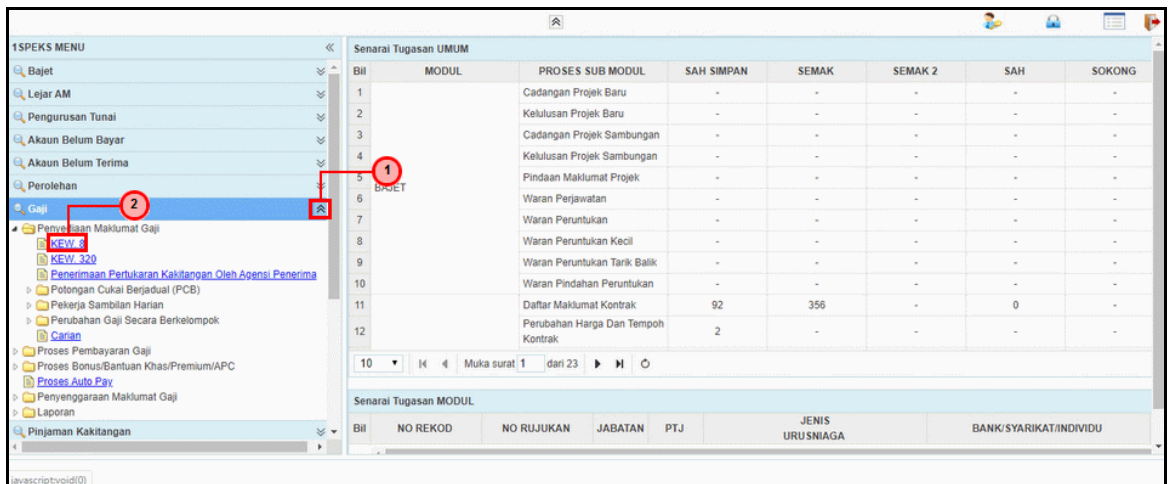 1SPEKS MENU
Bajet
Lejar AM
Pengurusan Tunai
Akaun Belum Bayar
Akaun Belum Terima
Perolehan
Gaji
Penyediaan Maklumat Gaji
KEW. 8
KEW. 320
Penerimaan Pertukaran Kakitangan Oleh Agensi Penerima
Potongan Cukai Berjadual (PCB)
Pekerja Sambilan Harian
Perubahan Gaji Secara Berkelompok
Carian
Proses Pembayaran Gaji
Proses Bonus/Bantuan Khas/Premium/APC
Proses Auto Pay
Penyenggaraan Maklumat Gaji
Laporan
Pinjaman Kakitangan
1
2
Senarai Tugasan UMUM
Bil MODUL PROSES SUB MODUL SAH SIMPAN SEMAK SEMAK 2 SAH SOKONG
1 Cadangan Projek Baru - - - - -
2 Kelulusan Projek Baru - - - - -
3 Cadangan Projek Sambungan - - - - -
4 Kelulusan Projek Sambungan - - - - -
5 Pindaan Maklumat Projek - - - - -
BAJET
6 Waran Perjawatan - - - - -
7 Waran Peruntukan - - - - -
8 Waran Peruntukan Kecil - - - - -
9 Waran Peruntukan Tarik Balik - - - - -
10 Waran Pindahan Peruntukan - - - - -
11 Daftar Maklumat Kontrak 92 356 - 0 -
12 Perubahan Harga Dan Tempoh Kontrak 2 - - - -
10 Muka surat 1 dari 23
Senarai Tugasan MODUL
Bil NO REKOD NO RUJUKAN JABATAN PTJ JENIS URUSNIAGA BANK/SYARIKAT/INDIVIDU
javascript:void(0)